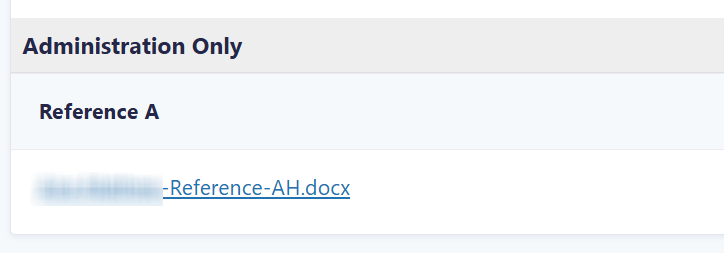 Administration Only
Reference A
-Reference-AH.docx